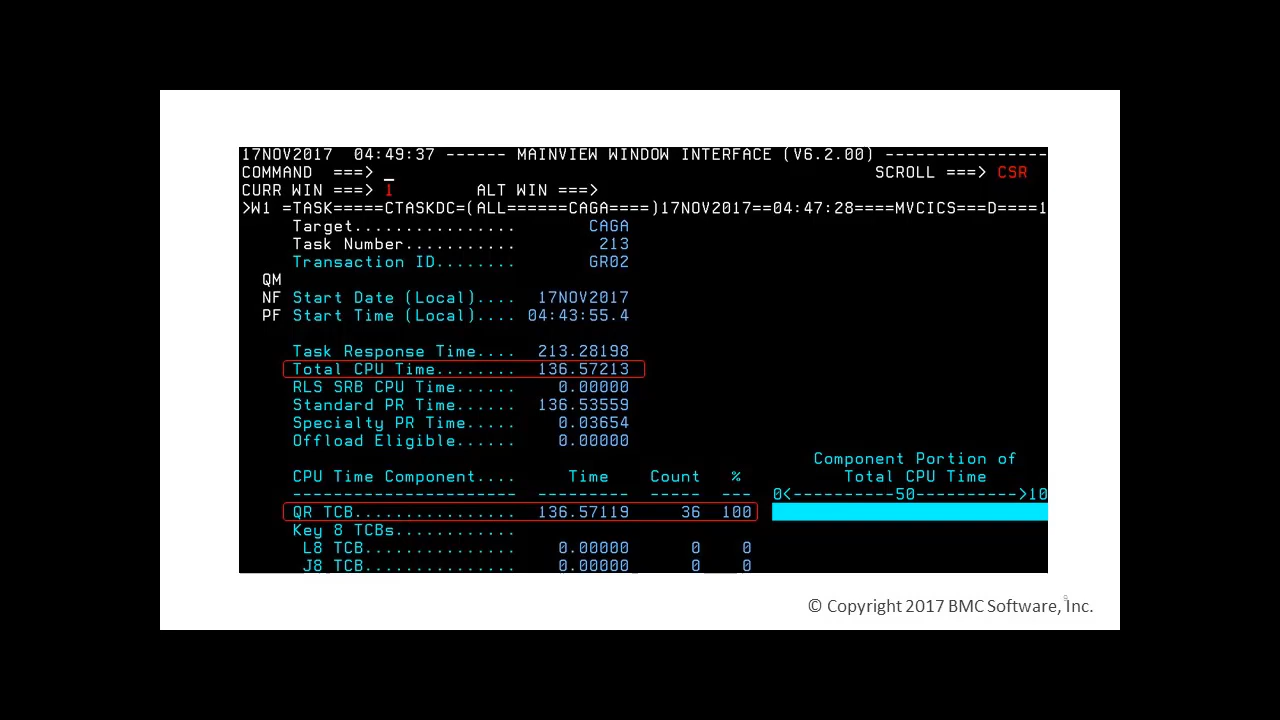 17NOV2017  04:49:37 ------ MAINVIEW WINDOW INTERFACE (V6.2.00) ----------------
COMMAND  ===> _                                               SCROLL ===> CSR
CURR WIN ===> 1        ALT WIN ===>
>W1 =TASK=====CTASKDC=(ALL======CAGA====)17NOV2017==04:47:28====MVCICS===D====1
Target................ CAGA
Task Number........... 213
Transaction ID........ GR02
QM
NF Start Date (Local).... 17NOV2017
PF Start Time (Local).... 04:43:55.4
Task Response Time.... 213.28198
Total CPU Time........ 136.57213
RLS SRB CPU Time...... 0.00000
Standard PR Time...... 136.53559
Specialty PR Time..... 0.03654
Offload Eligible...... 0.00000
Component Portion of
CPU Time Component.... Time Count % Total CPU Time
---------------------- --------- ----- --- 0<----------50---------->10
QR TCB................ 136.57119 36 100
Key 8 TCBs............
L8 TCB............... 0.00000 0 0
J8 TCB............... 0.00000 0 0
© Copyright 2017 BMC Software, Inc.